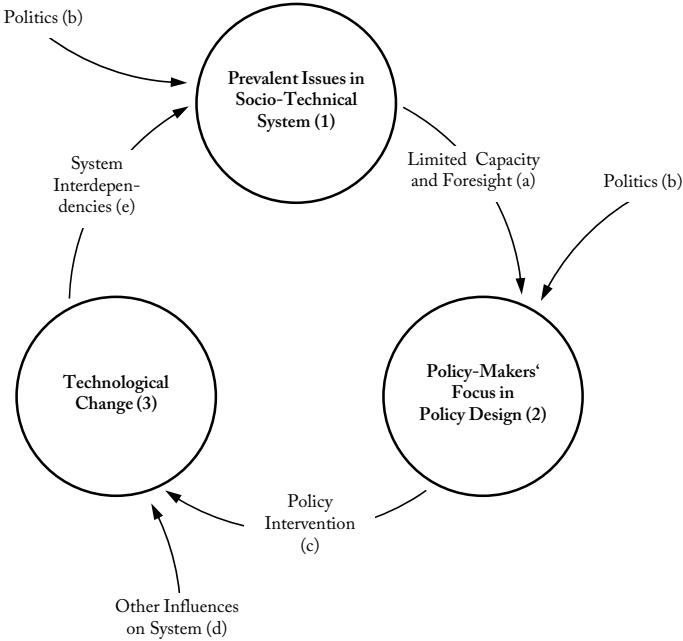 Politics (b)
Prevalent Issues in
Socio-Technical
System (1)
Limited Capacity
and Foresight (a)
Politics (b)
System
Interdepen-
dencies (e)
Technological
Change (3)
Policy-Makers‘
Focus in
Policy Design (2)
Policy
Intervention
(c)
Other Influences
on System (d)